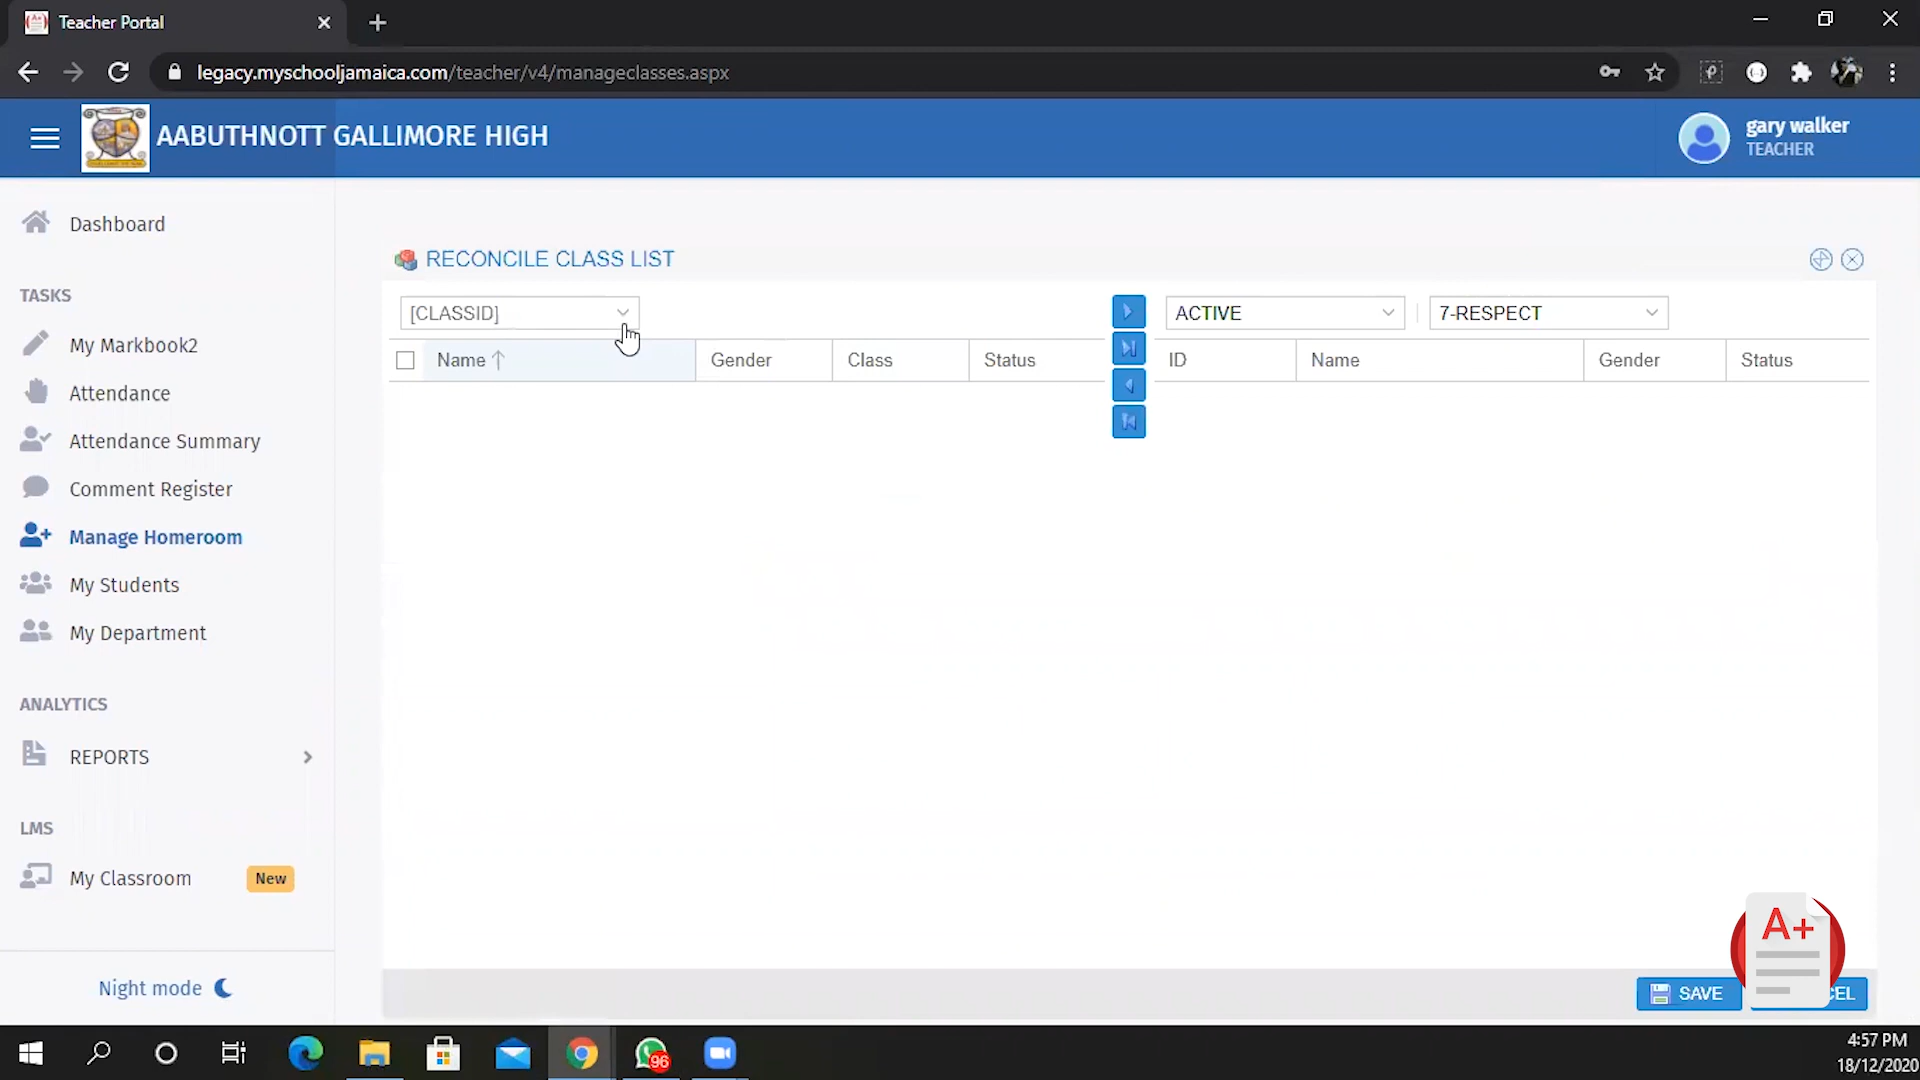 Teacher Portal
legacy.myschooljamaica.com/teacher/v4/manageclasses.aspx
AABUTHNOTT GALLIMORE HIGH
gary walker
TEACHER
Dashboard
TASKS
My Markbook2
Attendance
Attendance Summary
Comment Register
Manage Homeroom
My Students
My Department
ANALYTICS
REPORTS
LMS
My Classroom New
Night mode
RECONCILE CLASS LIST
[CLASSID]
Name Gender Class Status
ACTIVE 7-RESPECT
ID Name Gender Status
A+
SAVE
96
4:57 PM
18/12/2020